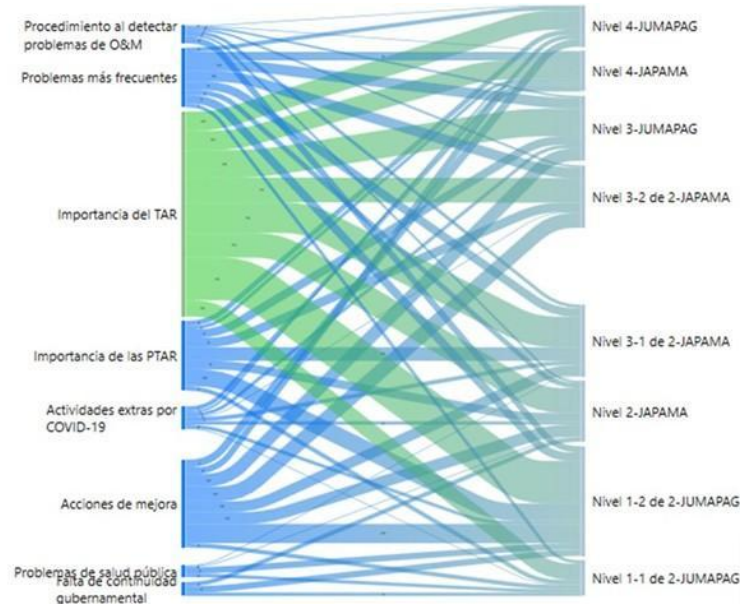 Procedimiento al detectar
problemas de O&M
Problemas más frecuentes
Importancia del TAR
Importancia de las PTAR
Actividades extras por
COVID-19
Acciones de mejora
Problemas de salud pública
Falta de continuidad
gubernamental
Nivel 4-JUMAPAG
Nivel 4-JAPAMA
Nivel 3-JUMAPAG
Nivel 3-2 de 2-JAPAMA
Nivel 3-1 de 2-JAPAMA
Nivel 2-JAPAMA
Nivel 1-2 de 2-JUMAPAG
Nivel 1-1 de 2-JUMAPAG